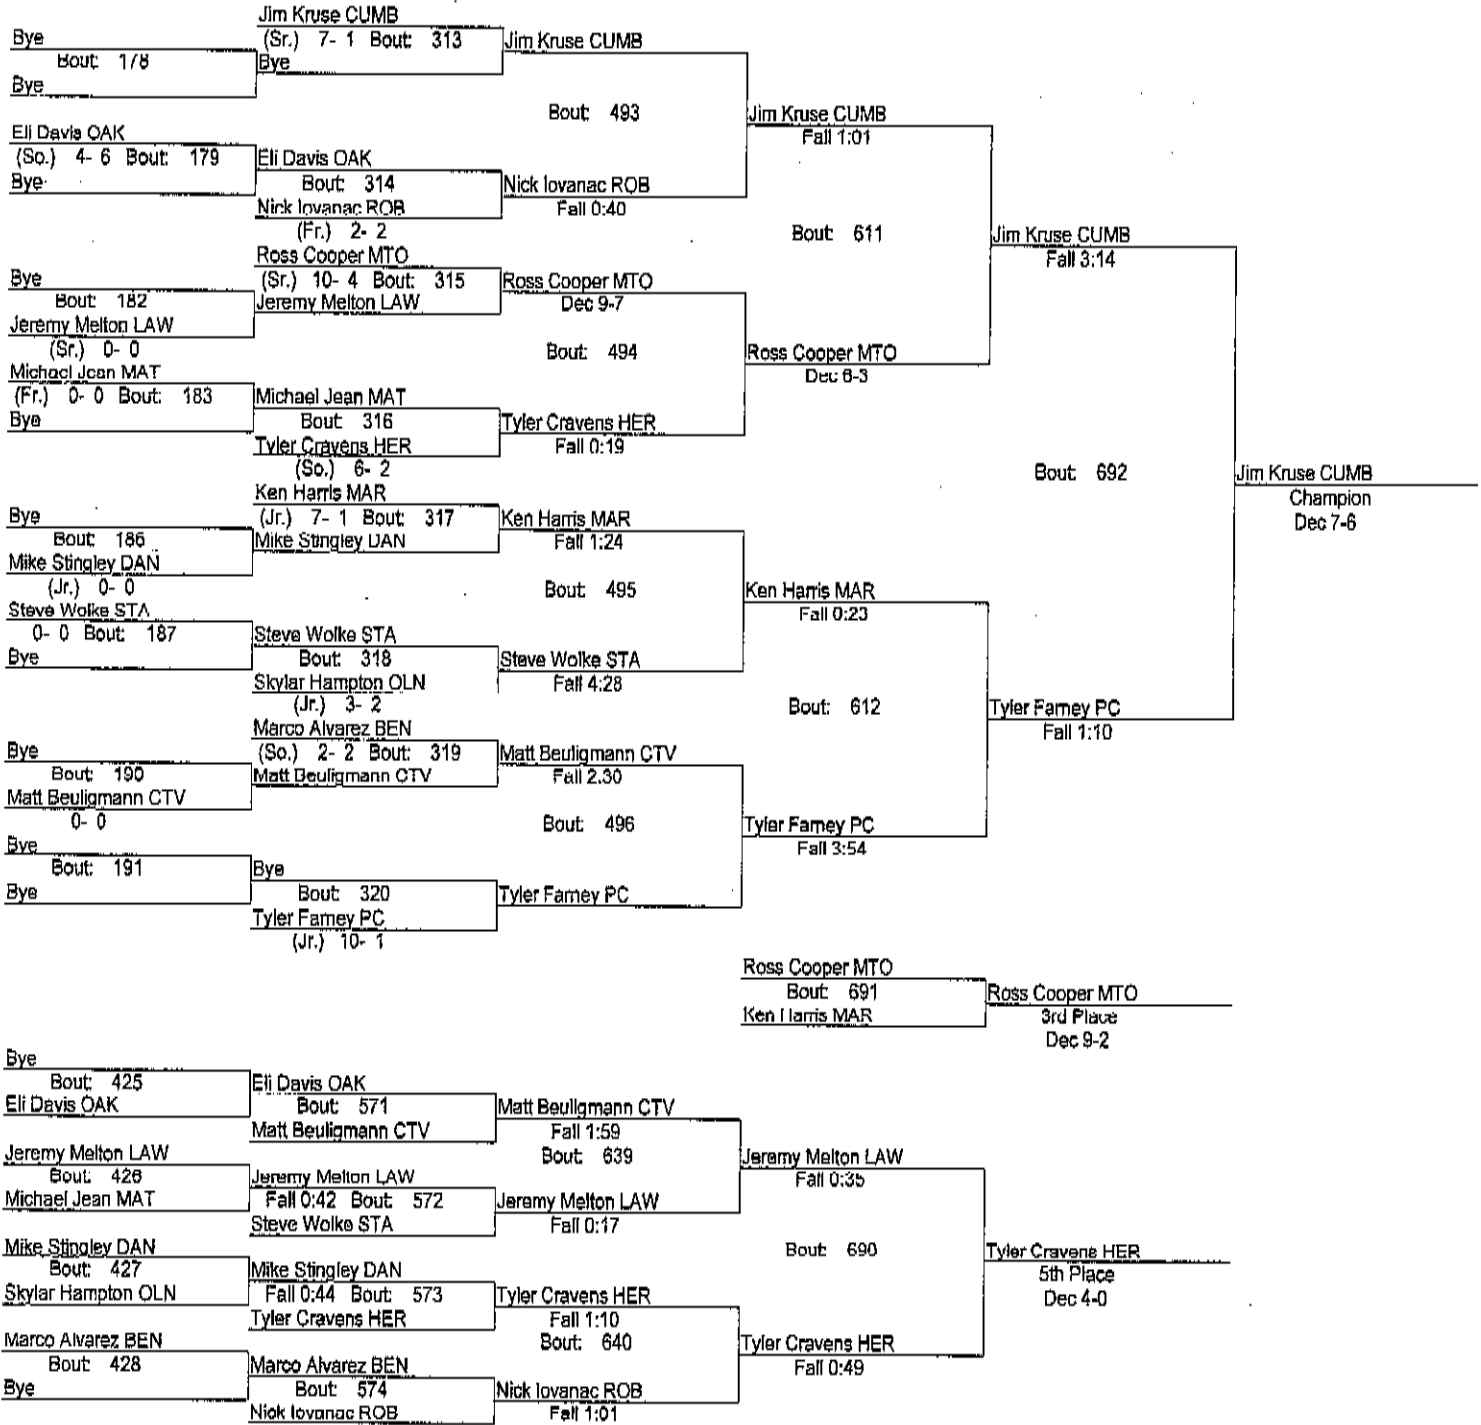 Jim Kruse CUMB
Bye
(Sr.) 7- 1 Bout: 313
Jim Kruse CUMB
Bout: 178
Bye
Bye
Bout: 493
Jim Kruse CUMB
Fall 1:01
Eli Davis OAK
(So.) 4- 6 Bout: 179
Eli Davis OAK
Bye
Bout: 314
Nick Iovanac ROB
Nick Iovanac ROB
Fall 0:40
(Fr.) 2- 2
Bout: 611
Jim Kruse CUMB
Fall 3:14
Ross Cooper MTO
Bye
(Sr.) 10- 4 Bout: 315
Ross Cooper MTO
Bout: 182
Jeremy Melton LAW
Dec 9-7
Jeremy Melton LAW
(Sr.) 0- 0
Bout: 494
Ross Cooper MTO
Dec 6-3
Michael Jean MAT
(Fr.) 0- 0 Bout: 183
Michael Jean MAT
Bye
Bout: 316
Tyler Cravens HER
Tyler Cravens HER
Fall 0:19
(So.) 6- 2
Bout: 692
Jim Kruse CUMB
Champion
Dec 7-6
Ken Harris MAR
Bye
(Jr.) 7- 1 Bout: 317
Ken Harris MAR
Bout: 186
Mike Stingley DAN
Fall 1:24
Mike Stingley DAN
(Jr.) 0- 0
Bout: 495
Ken Harris MAR
Fall 0:23
Steve Wolke STA
0- 0 Bout: 187
Steve Wolke STA
Bye
Bout: 318
Steve Wolke STA
Skylar Hampton OLN
Fall 4:28
(Jr.) 3- 2
Bout: 612
Tyler Farney PC
Fall 1:10
Marco Alvarez BEN
Bye
(So.) 2- 2 Bout: 319
Matt Beuligmann CTV
Bout: 190
Matt Beuligmann CTV
Fall 2:30
Matt Beuligmann CTV
0- 0
Bout: 496
Tyler Farney PC
Fall 3:54
Bye
Bout: 191
Bye
Bye
Bout: 320
Tyler Farney PC
Tyler Farney PC
(Jr.) 10- 1
Ross Cooper MTO
Bout: 691
Ross Cooper MTO
Ken Harris MAR
3rd Place
Dec 9-2
Bye
Bout: 425
Eli Davis OAK
Eli Davis OAK
Bout: 571
Matt Beuligmann CTV
Matt Beuligmann CTV
Fall 1:59
Bout: 639
Jeremy Melton LAW
Fall 0:35
Jeremy Melton LAW
Bout: 426
Jeremy Melton LAW
Michael Jean MAT
Fall 0:42 Bout: 572
Jeremy Melton LAW
Steve Wolke STA
Fall 0:17
Bout: 690
Tyler Cravens HER
5th Place
Dec 4-0
Mike Stingley DAN
Bout: 427
Mike Stingley DAN
Skylar Hampton OLN
Fall 0:44 Bout: 573
Tyler Cravens HER
Tyler Cravens HER
Fall 1:10
Bout: 640
Tyler Cravens HER
Fall 0:49
Marco Alvarez BEN
Bout: 428
Marco Alvarez BEN
Bye
Bout: 574
Nick Iovanac ROB
Nick Iovanac ROB
Fall 1:01